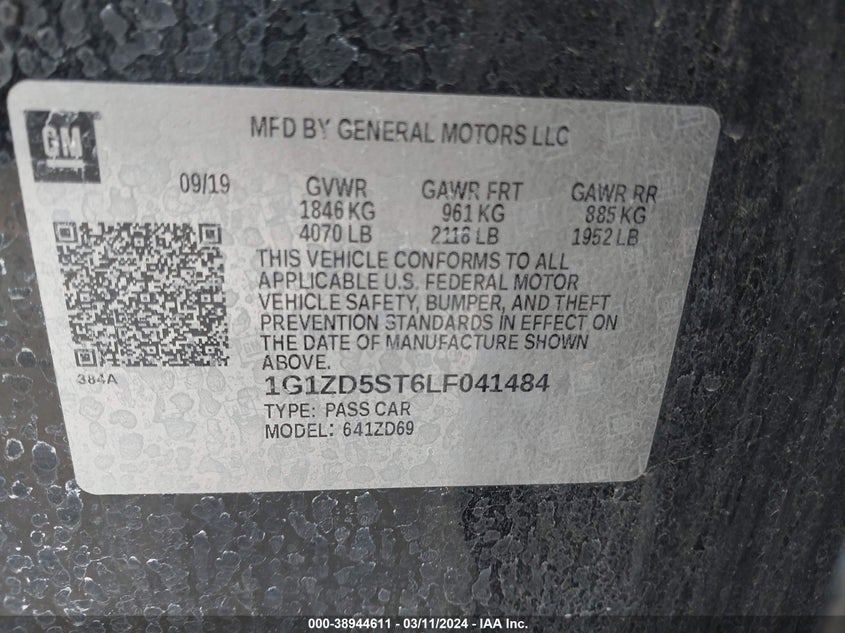 GM
MFD BY GENERAL MOTORS LLC
09/19
GVWR GAWR FRT GAWR RR
1846 KG 961 KG 885 KG
4070 LB 2118 LB 1952 LB
THIS VEHICLE CONFORMS TO ALL
APPLICABLE U.S. FEDERAL MOTOR
VEHICLE SAFETY, BUMPER, AND THEFT
PREVENTION STANDARDS IN EFFECT ON
THE DATE OF MANUFACTURE SHOWN
ABOVE.
384A
1G1ZD5ST6LF041484
TYPE: PASS CAR
MODEL: 641ZD69
000-38944611 - 03/11/2024 - IAA Inc.